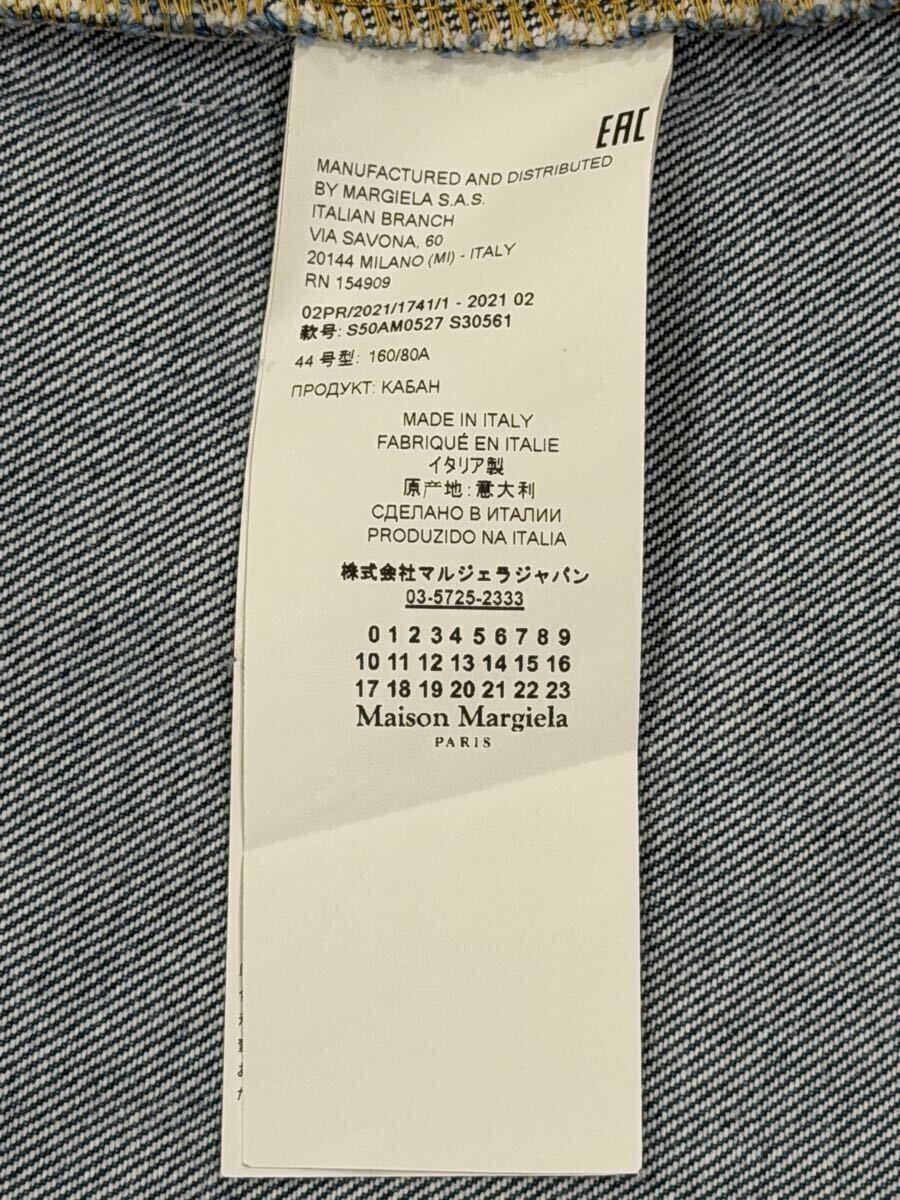 EAC
MANUFACTURED AND DISTRIBUTED
BY MARGIELA S.A.S.
ITALIAN BRANCH
VIA SAVONA, 60
20144 MILANO (MI) - ITALY
RN 154909
02PR/2021/1741/1 - 2021 02
款号: S50AM0527 S30561
44 号型: 160/80A
ПРОДУКТ: КАБАН
MADE IN ITALY
FABRIQUÉ EN ITALIE
イタリア製
原产地: 意大利
СДЕЛАНО В ИТАЛИИ
PRODUZIDO NA ITALIA
株式会社マルジェラジャパン
03-5725-2333
0 1 2 3 4 5 6 7 8 9
10 11 12 13 14 15 16
17 18 19 20 21 22 23
Maison Margiela
PARIS